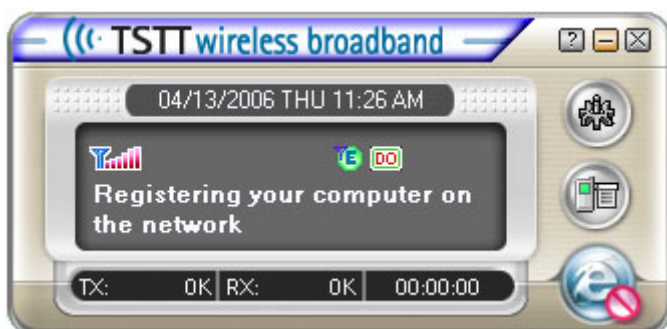 TSTT wireless broadband
?
04/13/2006 THU 11:26 AM
E DO
Registering your computer on
the network
TX: 0K RX: 0K 00:00:00